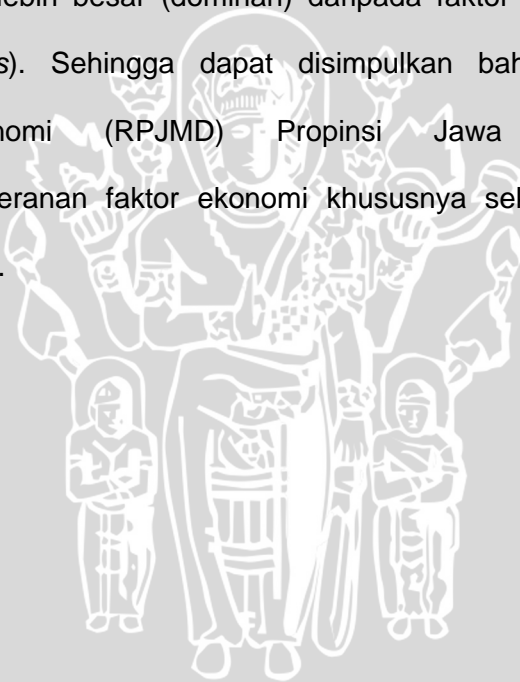 lebih besar (dominan) daripada faktor
s). Sehingga dapat disimpulkan bah
nomi (RPJMD) Propinsi Jawa
eranan faktor ekonomi khususnya sel
.